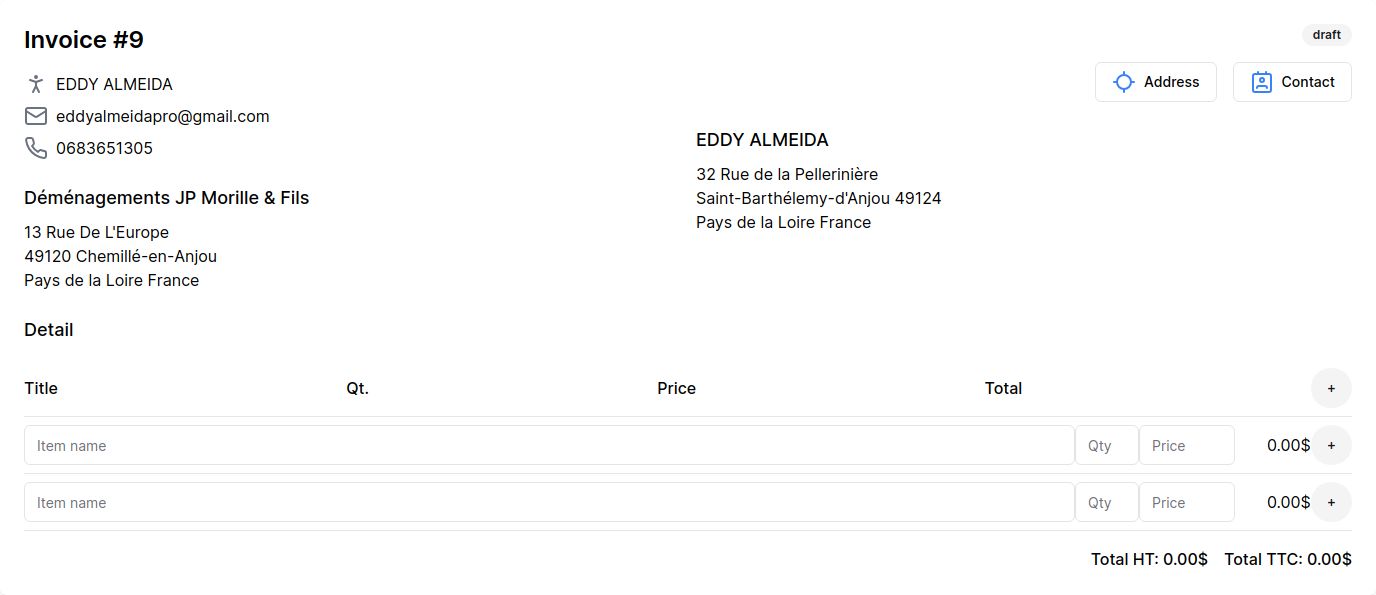 Invoice #9
draft
EDDY ALMEIDA
eddyalmeidapro@gmail.com
0683651305
Address
Contact
Déménagements JP Morille & Fils
13 Rue De L'Europe
49120 Chemillé-en-Anjou
Pays de la Loire France
EDDY ALMEIDA
32 Rue de la Pellerinière
Saint-Barthélemy-d'Anjou 49124
Pays de la Loire France
Detail
Title Qt. Price Total +
Item name Qty Price 0.00$ +
Item name Qty Price 0.00$ +
Total HT: 0.00$ Total TTC: 0.00$